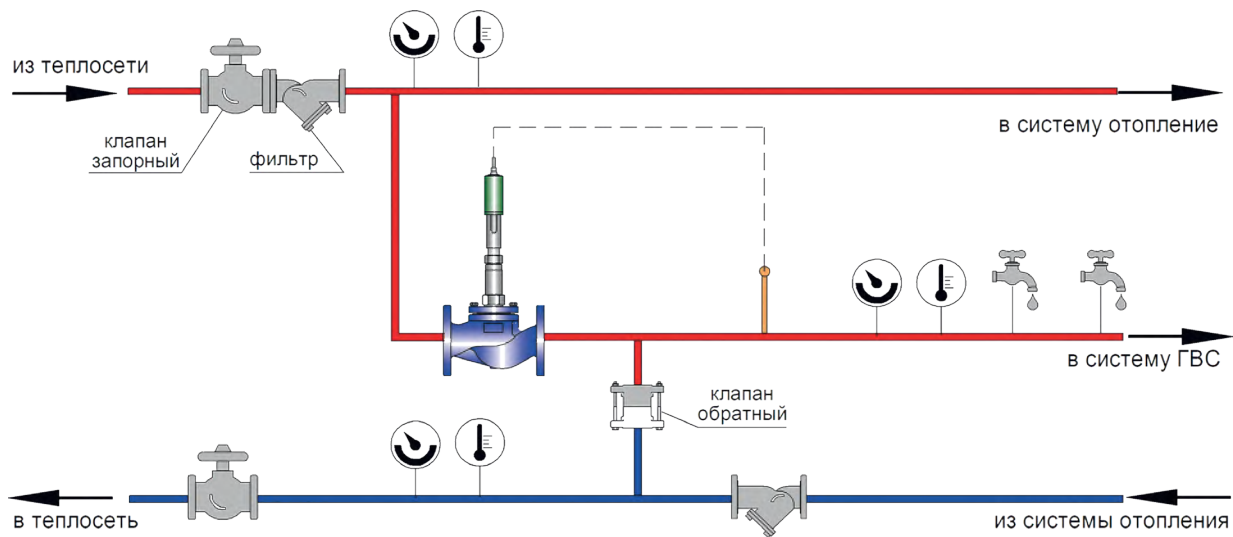 из теплосети
клапан
запорный
фильтр
в систему отопление
в систему ГВС
клапан
обратный
в теплосеть
из системы отопления